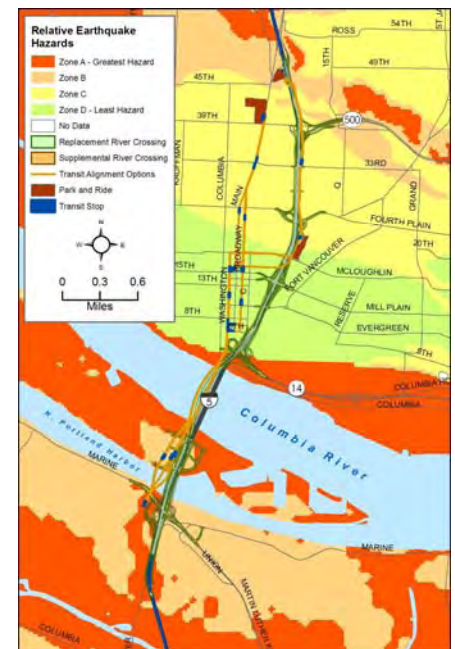 Relative Earthquake
Hazards
Zone A - Greatest Hazard
Zone B
Zone C
Zone D - Least Hazard
No Data
Replacement River Crossing
Supplemental River Crossing
Transit Alignment Options
Park and Ride
Transit Stop
N
W
E
S
0 0.3 0.6
Miles
54TH
ROSS
ST JA
15TH
49TH
45TH
39TH
500
KAUFFMAN
COLUMBIA
MAIN
33RD
GRAND
Q
FOURTH PLAIN
BROADWAY
20TH
15TH
13TH
WASHINGTON
C
FORT VANCOUVER
MCLOUGHLIN
MILL PLAIN
RESERVE
8TH
EVERGREEN
8TH
14
COLUMBIA
5
Columbia
River
N. Portland Harbor
MARINE
MARINE
UNION
MARTIN LUTHER K
COLUMBIA